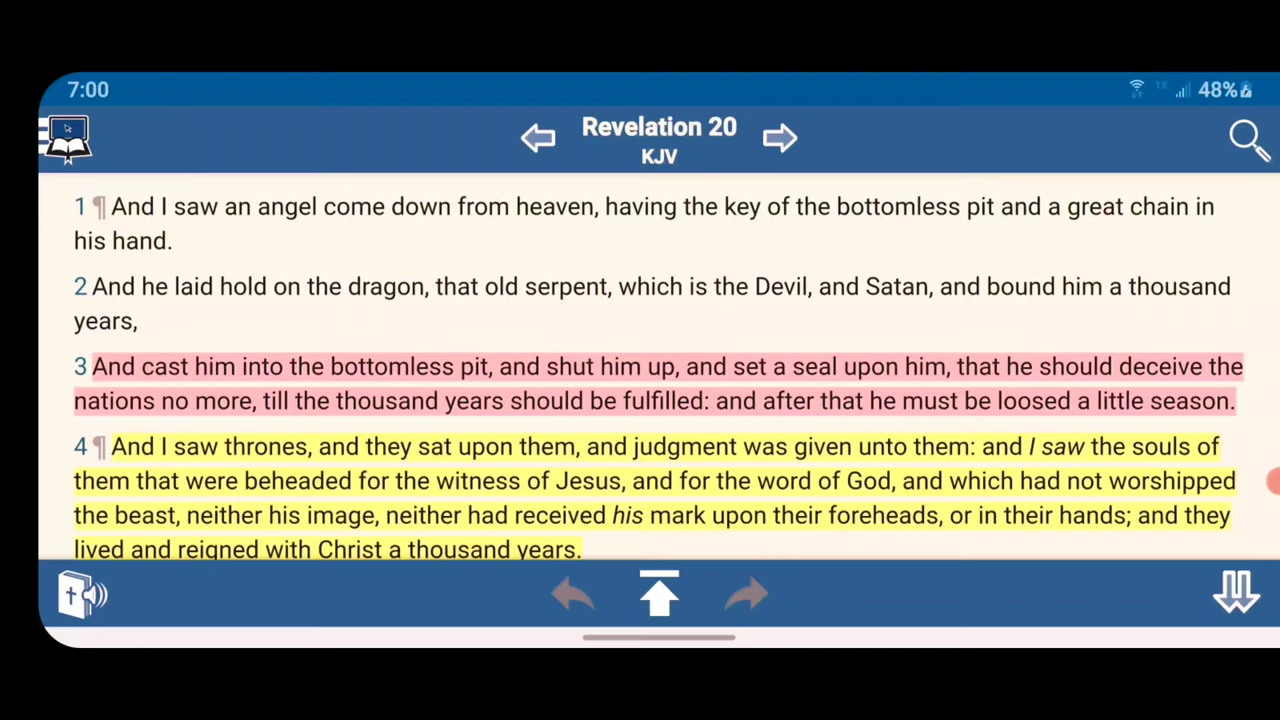 7:00
1X
48%
Revelation 20
KJV
1 ¶ And I saw an angel come down from heaven, having the key of the bottomless pit and a great chain in
his hand.
2 And he laid hold on the dragon, that old serpent, which is the Devil, and Satan, and bound him a thousand
years,
3 And cast him into the bottomless pit, and shut him up, and set a seal upon him, that he should deceive the
nations no more, till the thousand years should be fulfilled: and after that he must be loosed a little season.
4 ¶ And I saw thrones, and they sat upon them, and judgment was given unto them: and I saw the souls of
them that were beheaded for the witness of Jesus, and for the word of God, and which had not worshipped
the beast, neither his image, neither had received his mark upon their foreheads, or in their hands; and they
lived and reigned with Christ a thousand years.